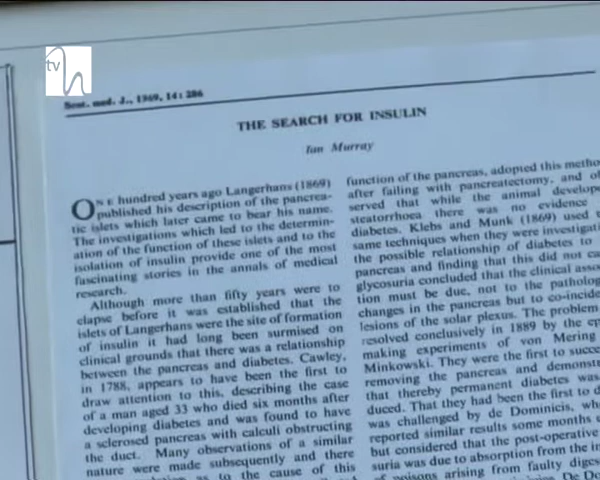 tv h
Scot. med. J., 1969, 14: 286
THE SEARCH FOR INSULIN
Ian Murray
ONE hundred years ago Langerhans (1869)
published his description of the pancrea-
tic islets which later came to bear his name.
The investigations which led to the determin-
ation of the function of these islets and to the
isolation of insulin provide one of the most
fascinating stories in the annals of medical
research.
Although more than fifty years were to
elapse before it was established that the
islets of Langerhans were the site of formation
of insulin it had long been surmised on
clinical grounds that there was a relationship
between the pancreas and diabetes. Cawley,
in 1788, appears to have been the first to
draw attention to this, describing the case
of a man aged 33 who died six months after
developing diabetes and was found to have
a sclerosed pancreas with calculi obstructing
the duct. Many observations of a similar
nature were made subsequently and there
as to the cause of this
function of the pancreas, adopted this metho
after failing with pancreatectomy, and o
served that while the animal develop
steatorrhoea there was no evidence
diabetes. Klebs and Munk (1869) used
same techniques when they were investigati
the possible relationship of diabetes to
pancreas and finding that this did not ca
glycosuria concluded that the clinical asso
tion must be due, not to the patholog
changes in the pancreas but to co-incide
lesions of the solar plexus. The problem
resolved conclusively in 1889 by the ep
making experiments of von Mering
Minkowski. They were the first to succe
removing the pancreas and demonst
that thereby permanent diabetes was
duced. That they had been the first to d
was challenged by de Dominicis, who
reported similar results some months
but considered that the post-operative
suria was due to absorption from the in
of poisons arising from faulty diges
De Do